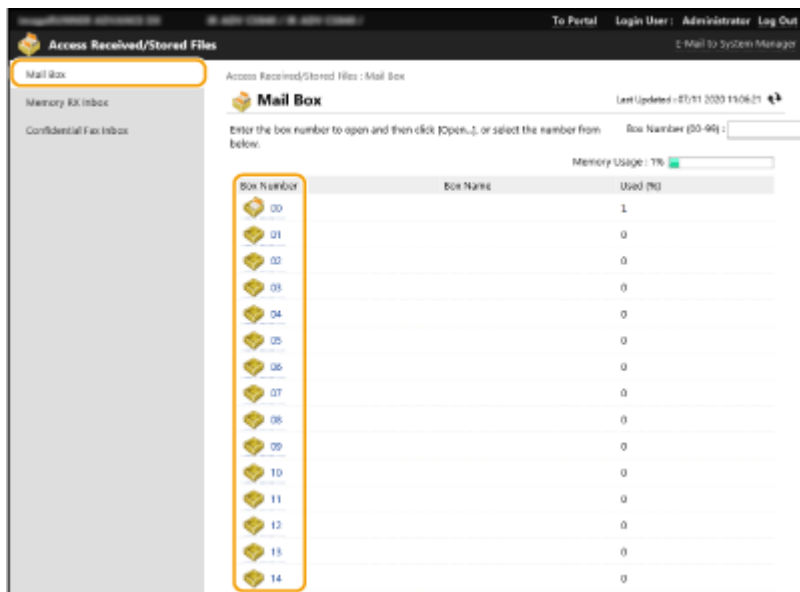 To Portal Login User : Administrator Log Out
Access Received/Stored Files
E-Mail to System Manager
Mail Box
Memory RX Inbox
Confidential Fax Inbox
Access Received/Stored Files : Mail Box
Mail Box
Last Updated : 07/11 2020 11:06:21
Enter the box number to open and then click [Open...], or select the number from
below.
Box Number (00-99) :
Memory Usage : 1%
Box Number Box Name Used (%)
00 1
01 0
02 0
03 0
04 0
05 0
06 0
07 0
08 0
09 0
10 0
11 0
12 0
13 0
14 0